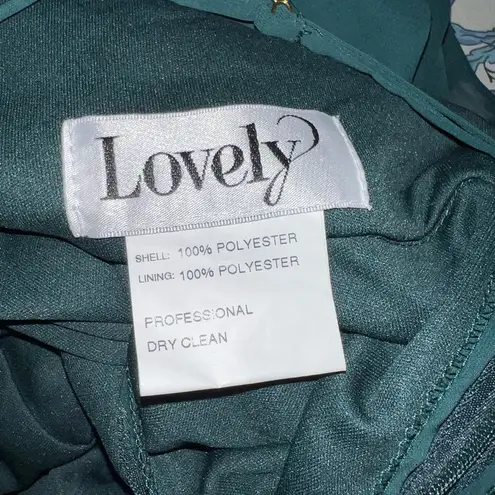 Lovely
SHELL: 100% POLYESTER
LINING: 100% POLYESTER
PROFESSIONAL
DRY CLEAN